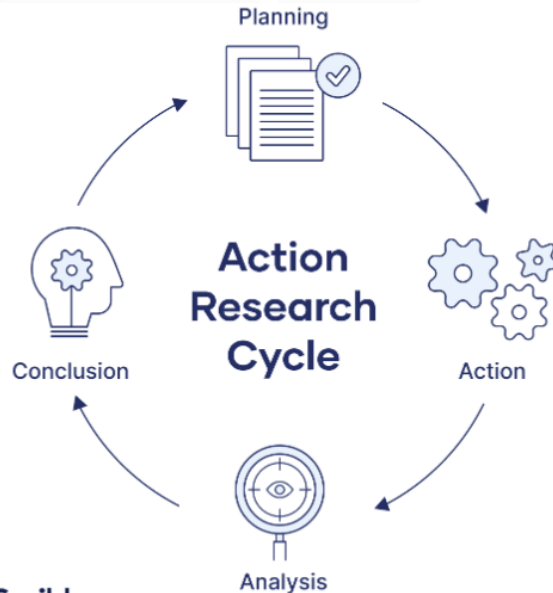 Planning
Action
Research
Cycle
Conclusion
Action
Analysis